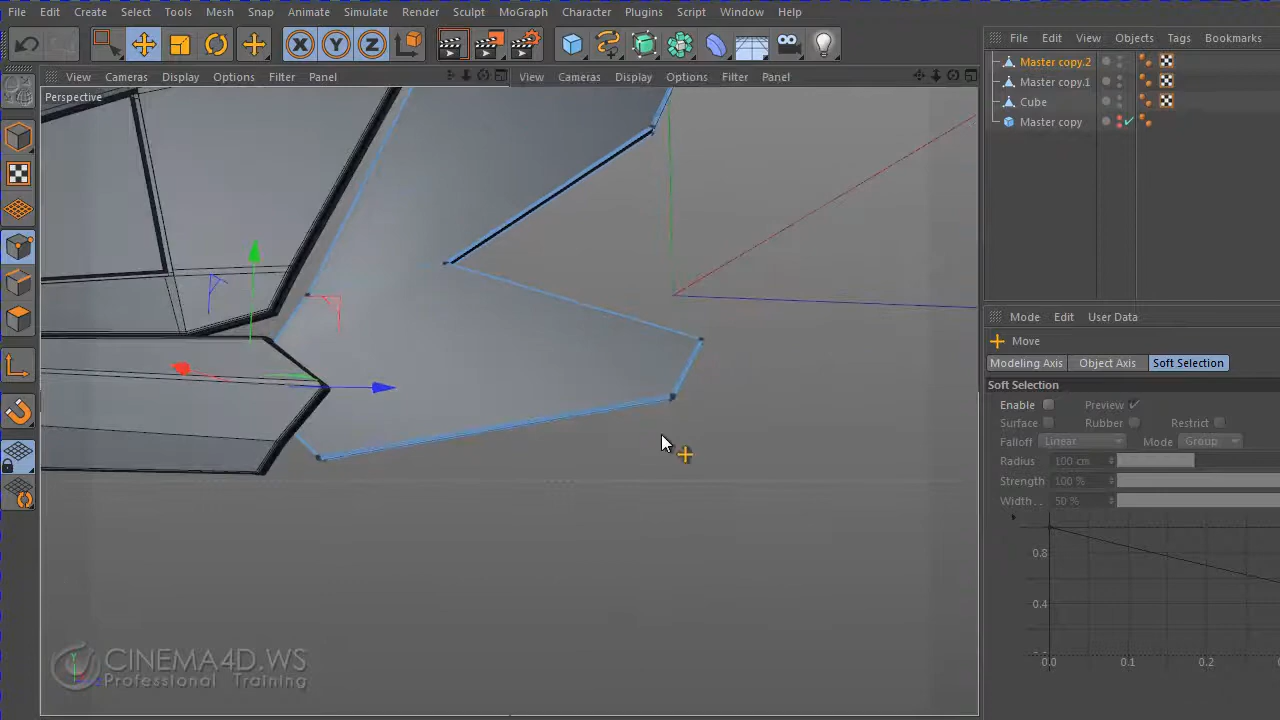 File Edit Create Select Tools Mesh Snap Animate Simulate Render Sculpt MoGraph Character Plugins Script Window Help
X Y Z
File Edit View Objects Tags Bookmarks
Master copy.2
Master copy.1
Cube
Master copy
View Cameras Display Options Filter Panel
View Cameras Display Options Filter Panel
Perspective
Mode Edit User Data
Move
Modeling Axis Object Axis Soft Selection
Soft Selection
Enable Preview
Surface Rubber Restrict
Falloff Linear Mode Group
Radius 100 cm
Strength 100 %
Width . . 50 %
0.8
0.4
0.0 0.1 0.2
Y
CINEMA4D.WS
Professional Training